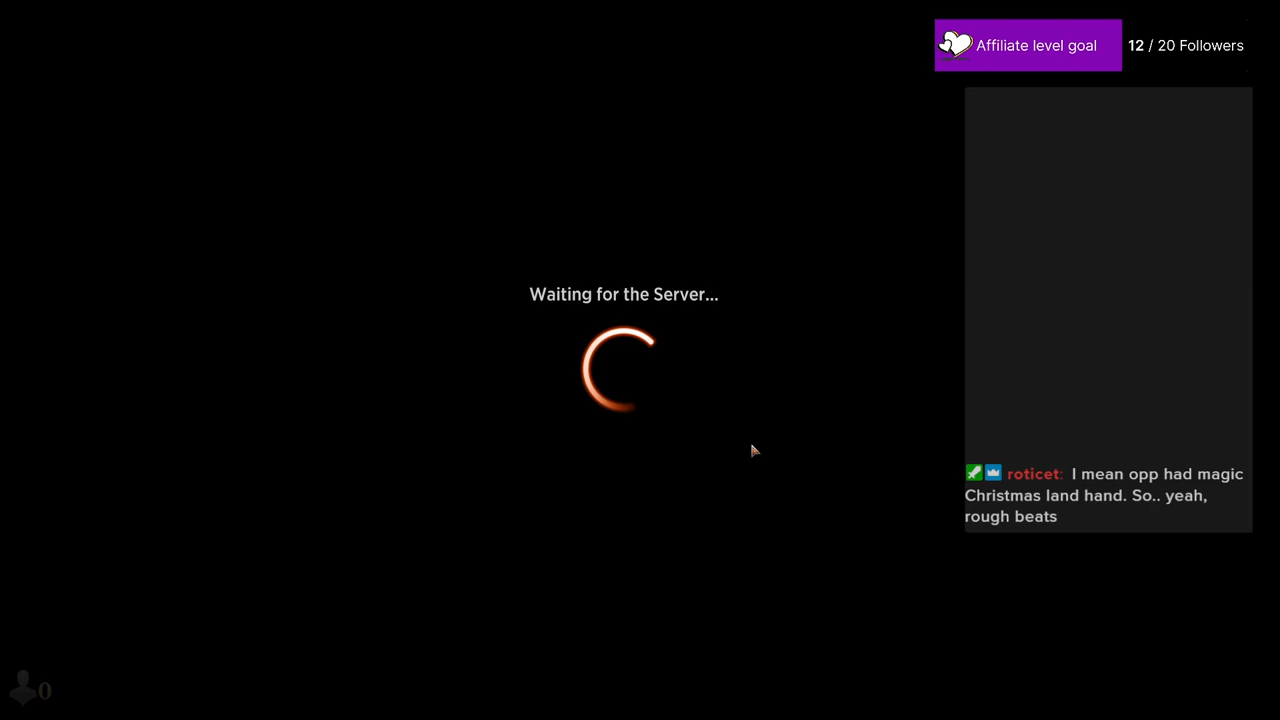 Affiliate level goal 12 / 20 Followers
Waiting for the Server...
roticet: I mean opp had magic
Christmas land hand. So.. yeah,
rough beats
0